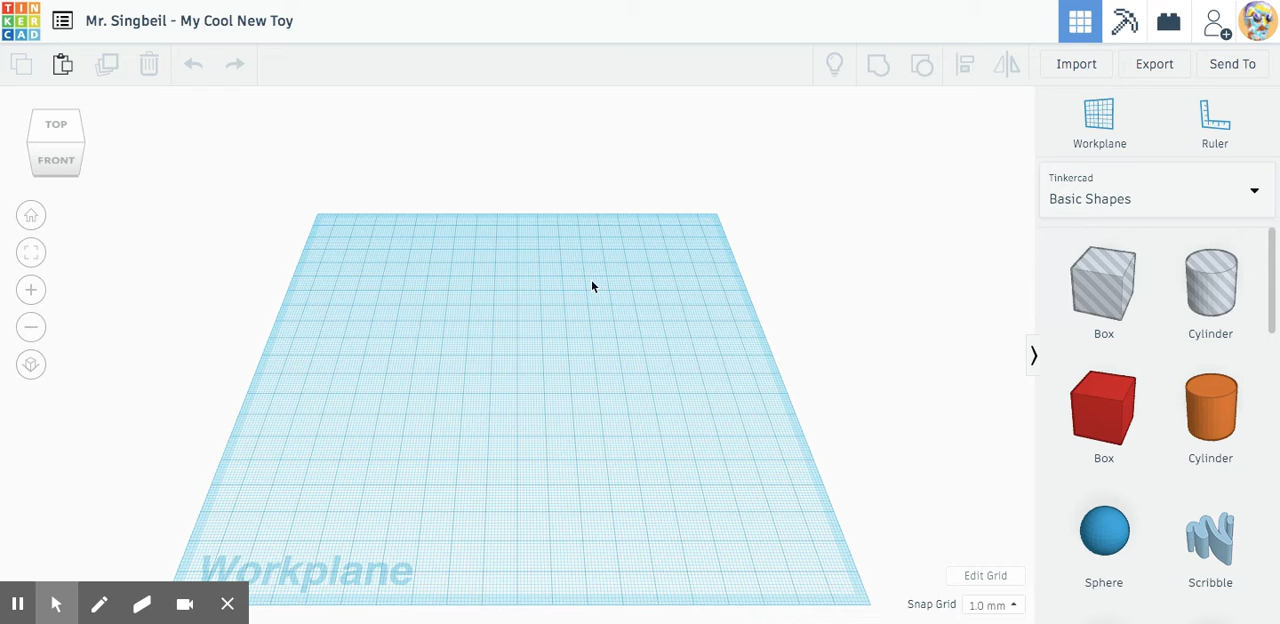 TIN
KER
CAD
Mr. Singbeil - My Cool New Toy
Import
Export
Send To
TOP
FRONT
Workplane
Ruler
Tinkercad
Basic Shapes
Box
Cylinder
Box
Cylinder
Sphere
Scribble
Workplane
Edit Grid
Snap Grid
1.0 mm